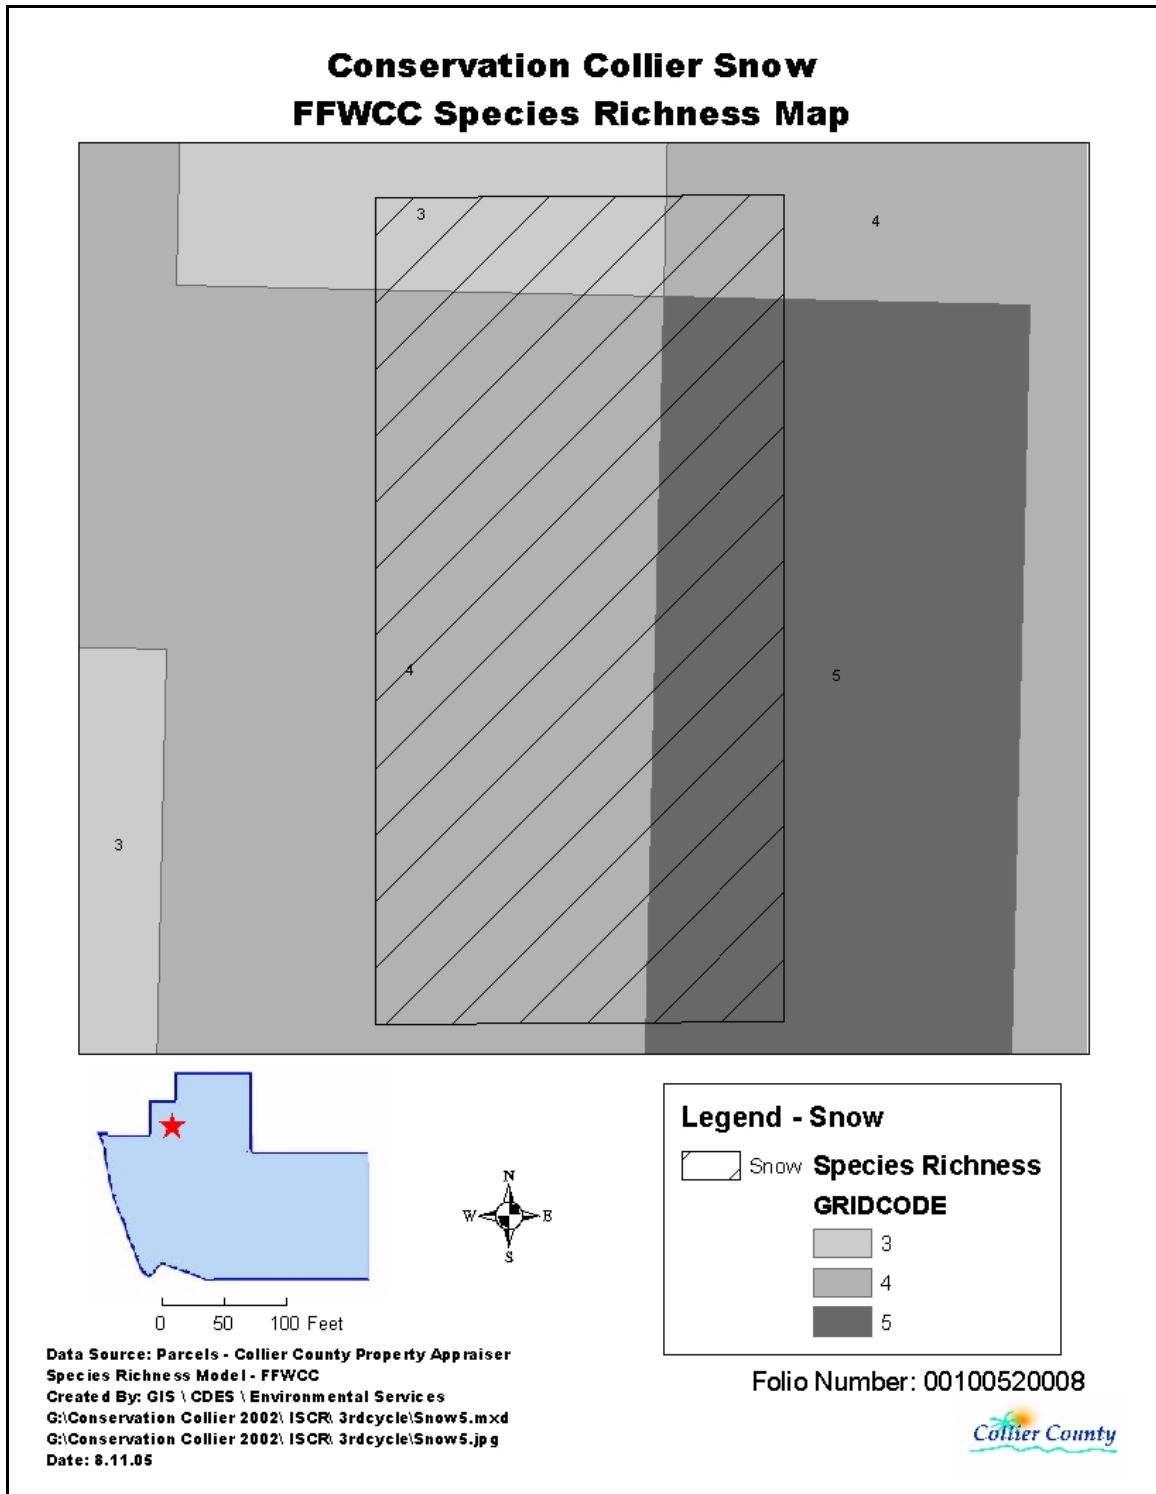 Conservation Collier Snow
FFWCC Species Richness Map
3
4
4
5
3
Legend - Snow
Snow Species Richness
GRIDCODE
3
4
5
N
W E
S
0 50 100 Feet
Data Source: Parcels - Collier County Property Appraiser
Species Richness Model - FFWCC
Created By: GIS \ CDES \ Environmental Services
G:\Conservation Collier 2002\ ISCR\ 3rdcycle\Snow5.mxd
G:\Conservation Collier 2002\ ISCR\ 3rdcycle\Snow5.jpg
Date: 8.11.05
Folio Number: 00100520008
Collier County